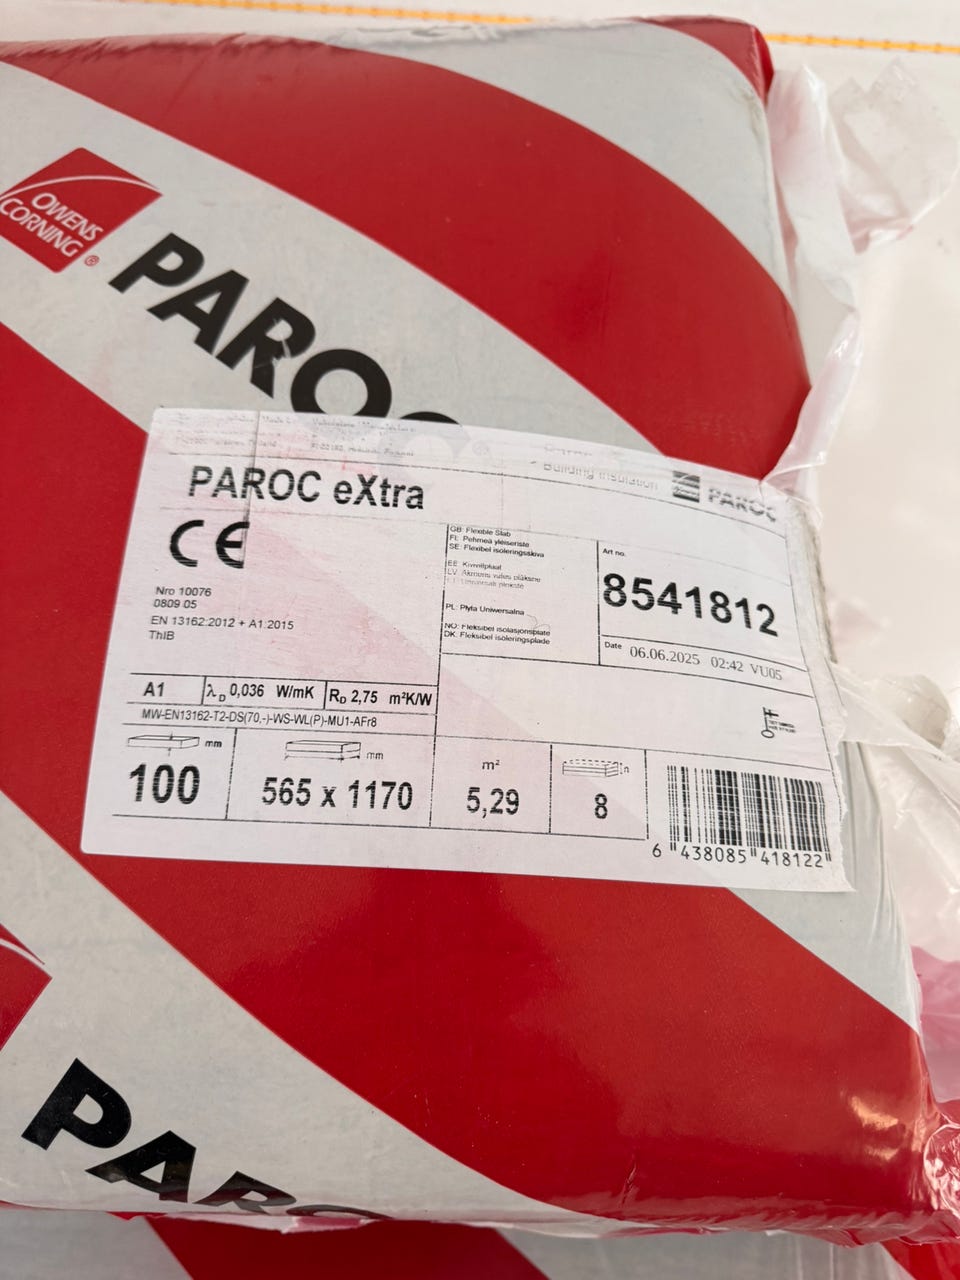 OWENS
CORNING®
PAROC
Building Insulation
PAROC
PAROC eXtra
CE
Nro 10076
0809 05
EN 13162:2012 + A1:2015
ThIB
GB: Flexible Slab
FI: Pehmeä yleiseriste
SE: Flexibel isoleringsskiva
PL: Płyta Uniwersalna
NO: Fleksibel isolasjonsplate
DK: Fleksibel isoleringsplade
Art no.
8541812
Date 06.06.2025 02:42 VU05
A1 λD 0,036 W/mK RD 2,75 m²K/W
MW-EN13162-T2-DS(70,-)-WS-WL(P)-MU1-AFr8
mm
100
mm
565 x 1170
m²
5,29
n
8
6 438085 418122
PAROC